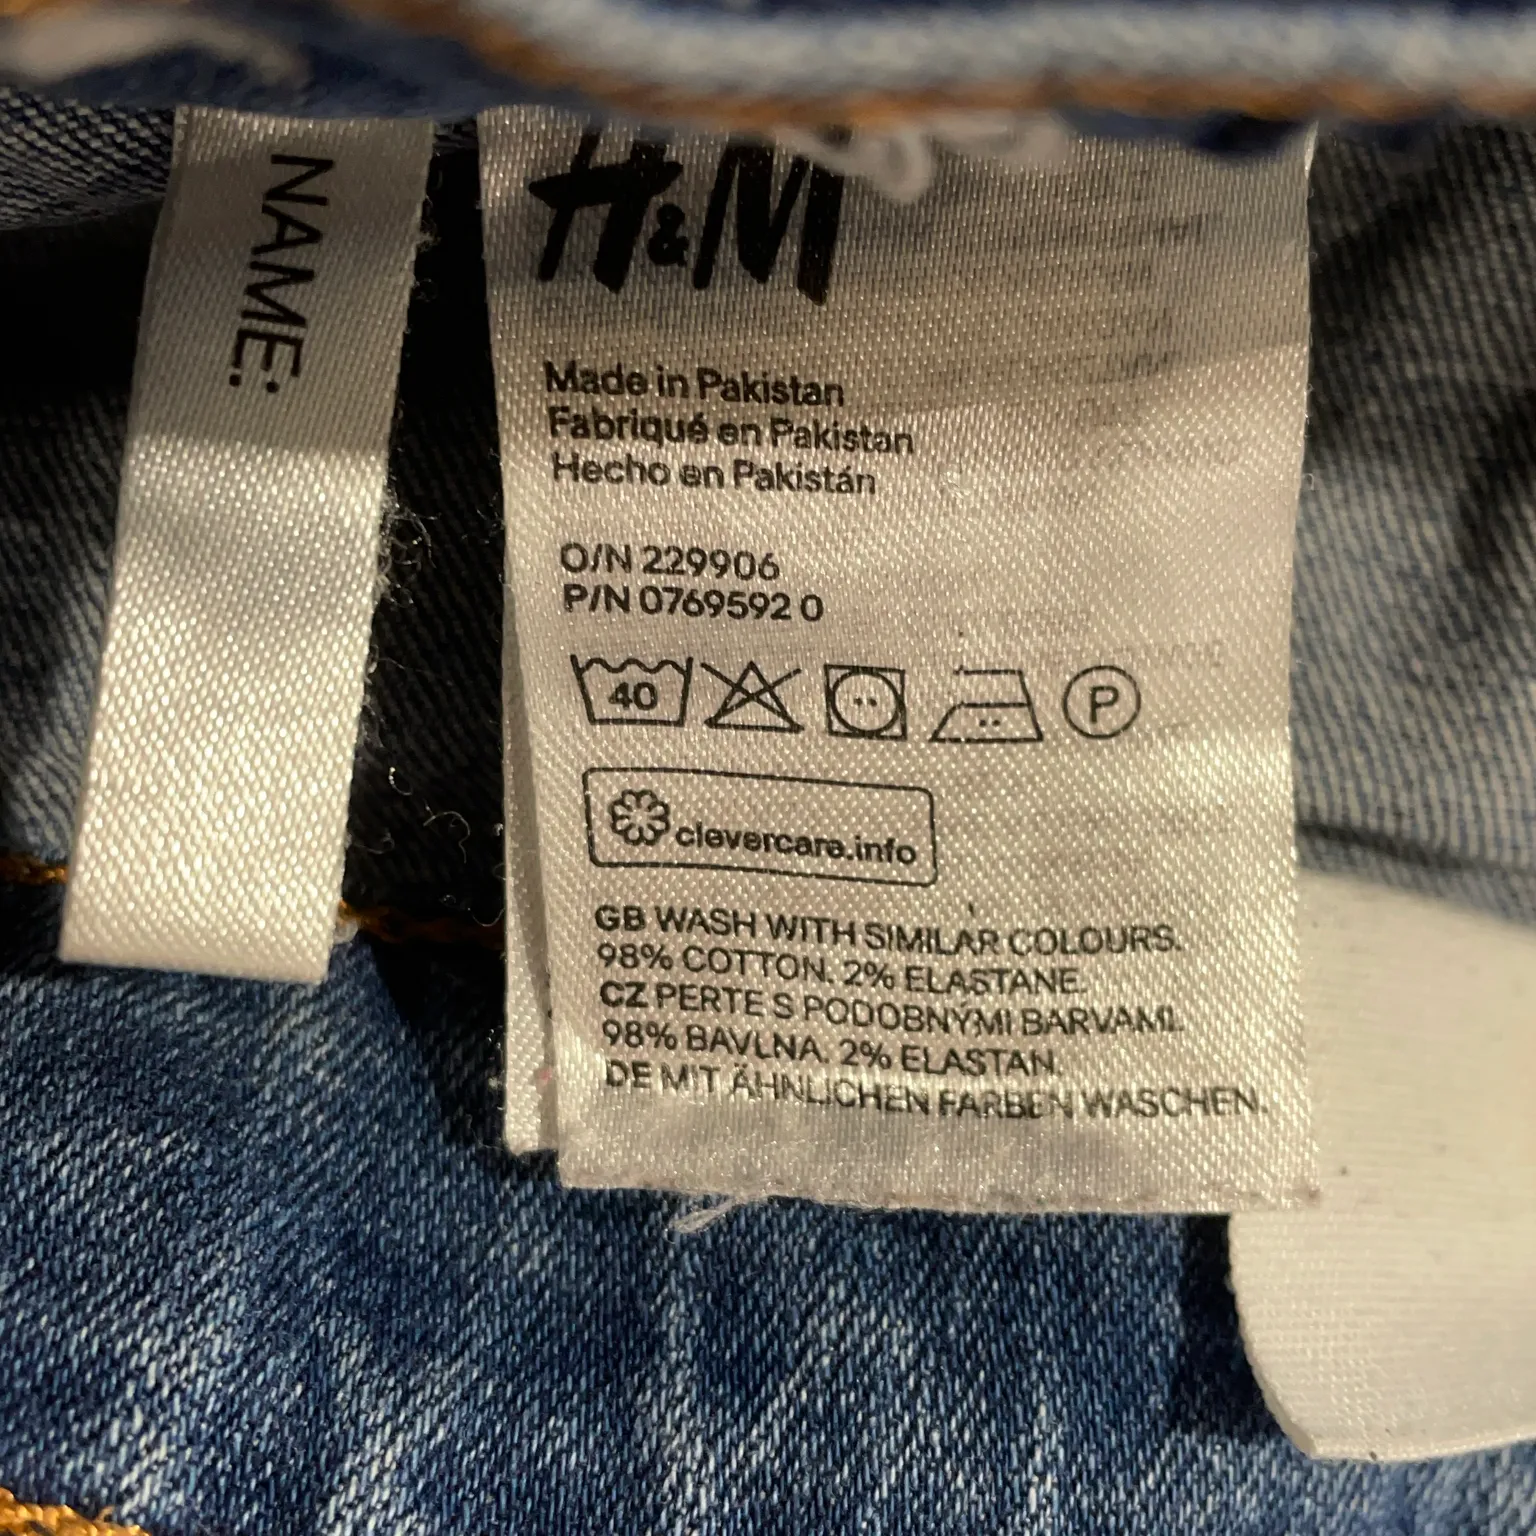 NAME:
H&M
Made in Pakistan
Fabriqué en Pakistan
Hecho en Pakistán
O/N 229906
P/N 0769592 0
40
P
clevercare.info
GB WASH WITH SIMILAR COLOURS.
98% COTTON. 2% ELASTANE.
CZ PERTE S PODOBNÝMI BARVAMI.
98% BAVLNA. 2% ELASTAN.
DE MIT ÄHNLICHEN FARBEN WASCHEN.